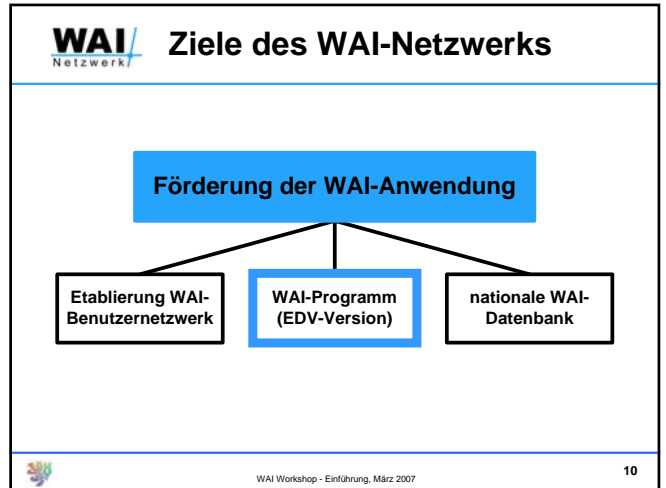 WAI
Netzwerk
Ziele des WAI-Netzwerks
Förderung der WAI-Anwendung
Etablierung WAI-
Benutzernetzwerk
WAI-Programm
(EDV-Version)
nationale WAI-
Datenbank
WAI Workshop - Einführung, März 2007
10